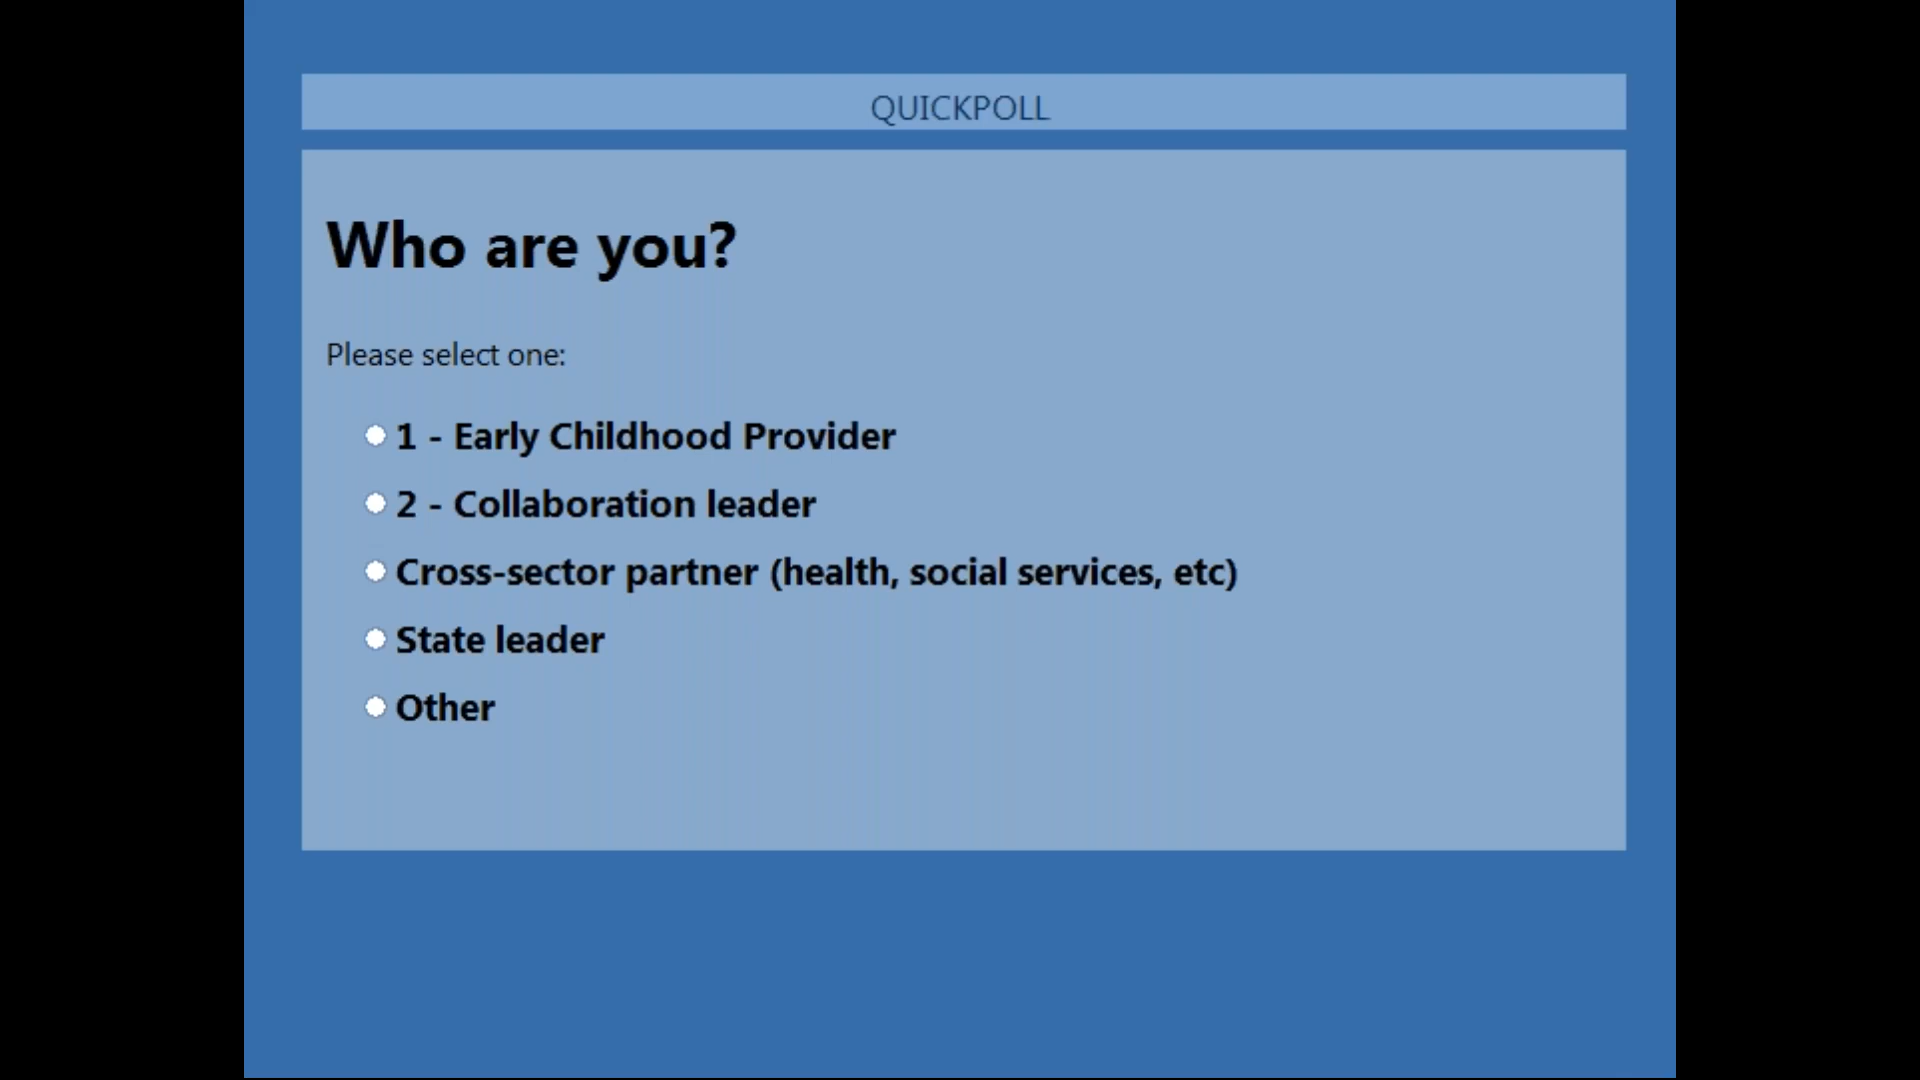 QUICKPOLL
Who are you?
Please select one:
1 - Early Childhood Provider
2 - Collaboration leader
Cross-sector partner (health, social services, etc)
State leader
Other